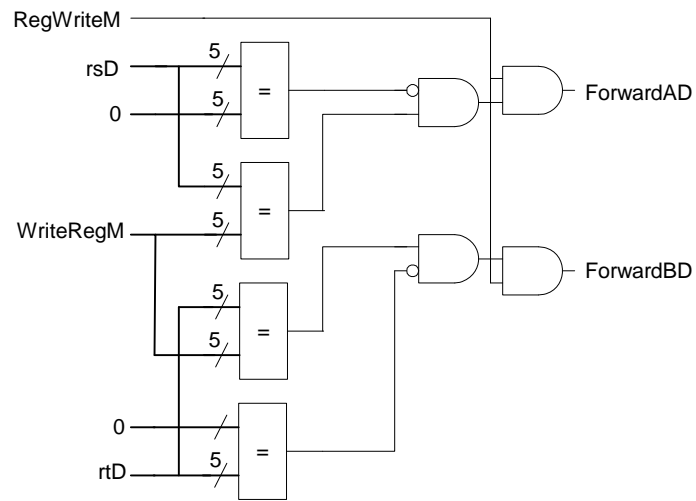 RegWriteM
5
rsD
=
ForwardAD
5
0
5
=
5
WriteRegM
ForwardBD
5
=
5
0
=
5
rtD